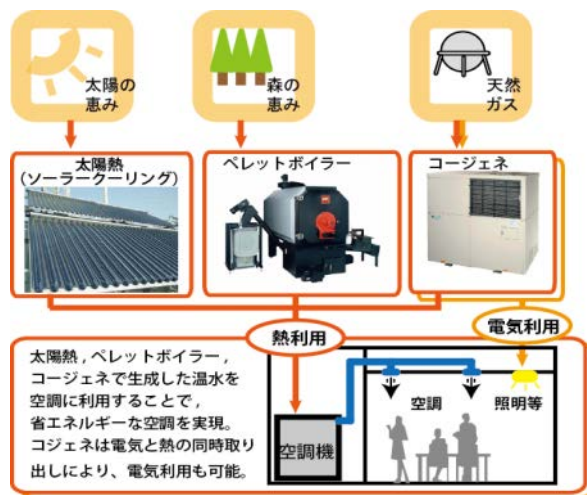 太陽の
恵み
森の
恵み
天然
ガス
太陽熱
(ソーラークーリング)
ペレットボイラー
コージェネ
熱利用
電気利用
太陽熱,ペレットボイラー,
コージェネで生成した温水を
空調に利用することで,
省エネルギーな空調を実現。
コジェネは電気と熱の同時取り
出しにより、電気利用も可能。
空調
照明等
空調機